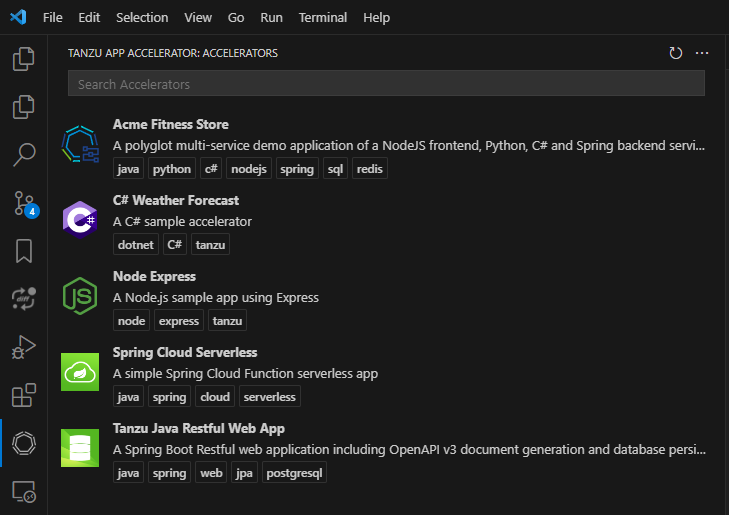 File Edit Selection View Go Run Terminal Help
TANZU APP ACCELERATOR: ACCELERATORS
Search Accelerators
Acme Fitness Store
A polyglot multi-service demo application of a NodeJS frontend, Python, C# and Spring backend servi...
java python c# nodejs spring sql redis
4
C# Weather Forecast
A C# sample accelerator
dotnet C# tanzu
Node Express
A Node.js sample app using Express
node express tanzu
Spring Cloud Serverless
A simple Spring Cloud Function serverless app
java spring cloud serverless
Tanzu Java Restful Web App
A Spring Boot Restful web application including OpenAPI v3 document generation and database persi...
java spring web jpa postgresql